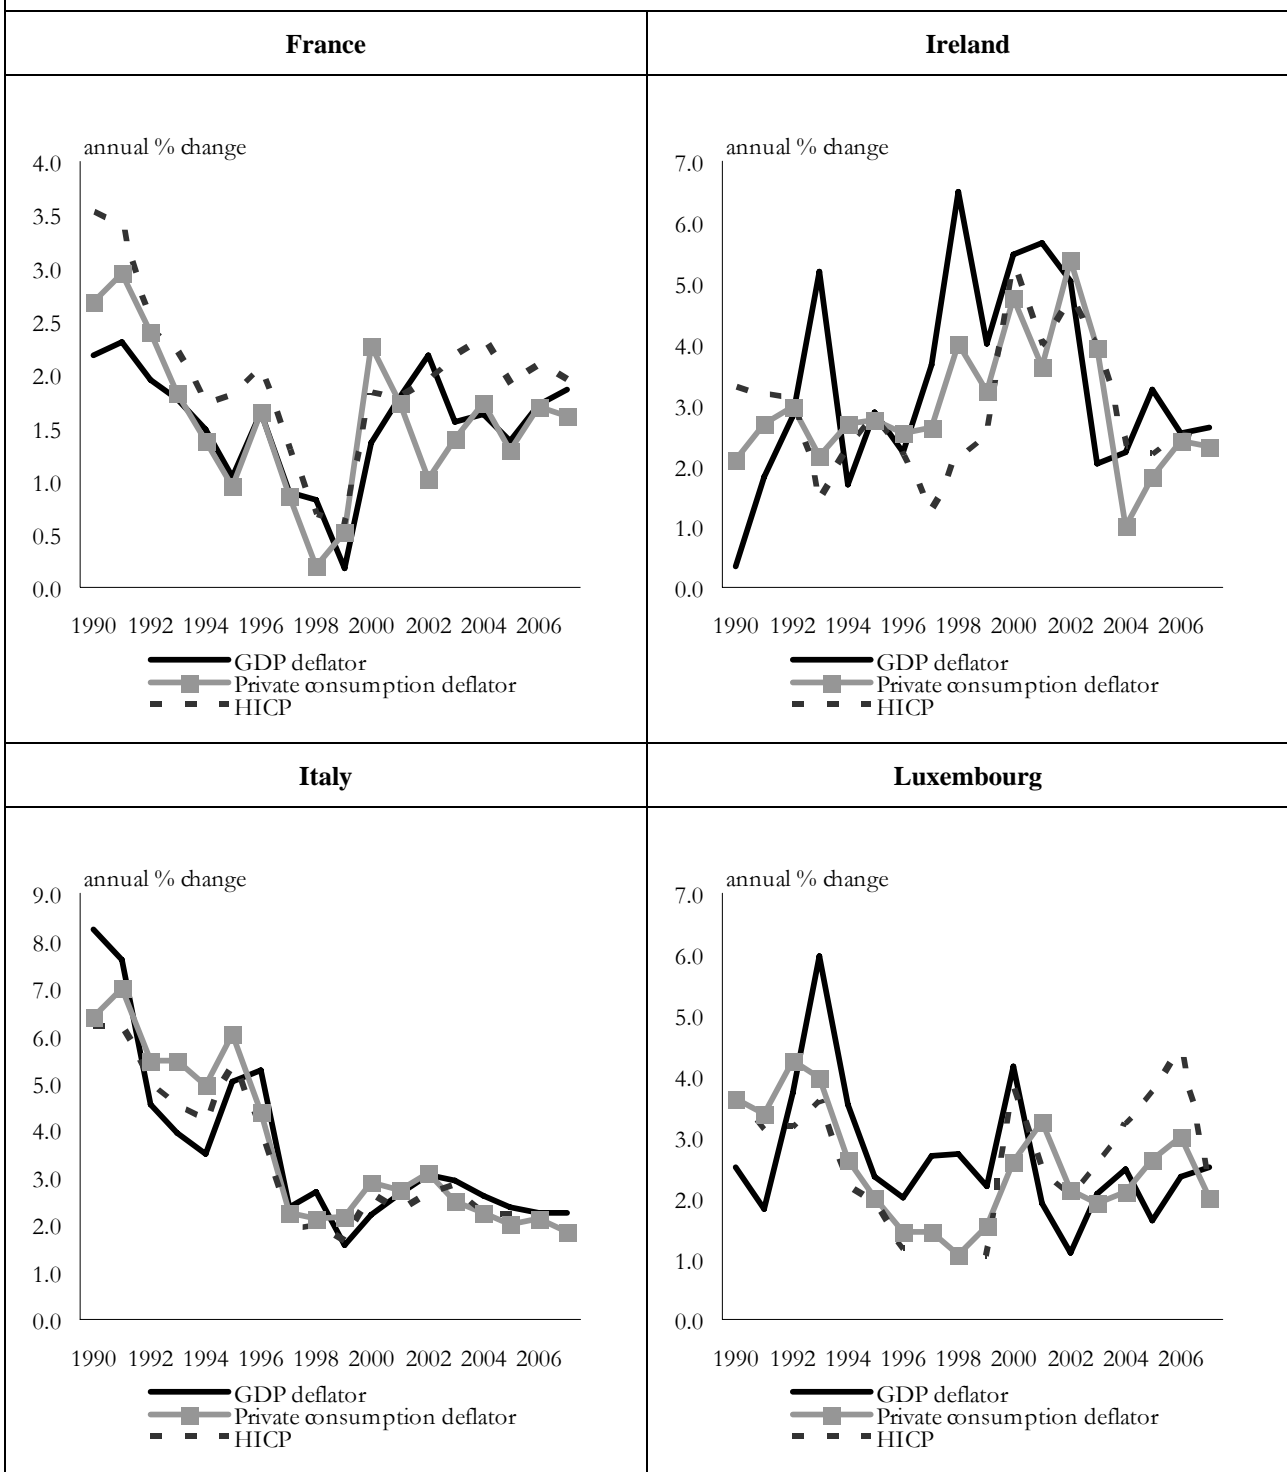 France
Ireland
annual % change
4.0
3.5
3.0
2.5
2.0
1.5
1.0
0.5
0.0
1990 1992 1994 1996 1998 2000 2002 2004 2006
GDP deflator
Private consumption deflator
HICP
annual % change
7.0
6.0
5.0
4.0
3.0
2.0
1.0
0.0
1990 1992 1994 1996 1998 2000 2002 2004 2006
GDP deflator
Private consumption deflator
HICP
Italy
Luxembourg
annual % change
9.0
8.0
7.0
6.0
5.0
4.0
3.0
2.0
1.0
0.0
1990 1992 1994 1996 1998 2000 2002 2004 2006
GDP deflator
Private consumption deflator
HICP
annual % change
7.0
6.0
5.0
4.0
3.0
2.0
1.0
0.0
1990 1992 1994 1996 1998 2000 2002 2004 2006
GDP deflator
Private consumption deflator
HICP